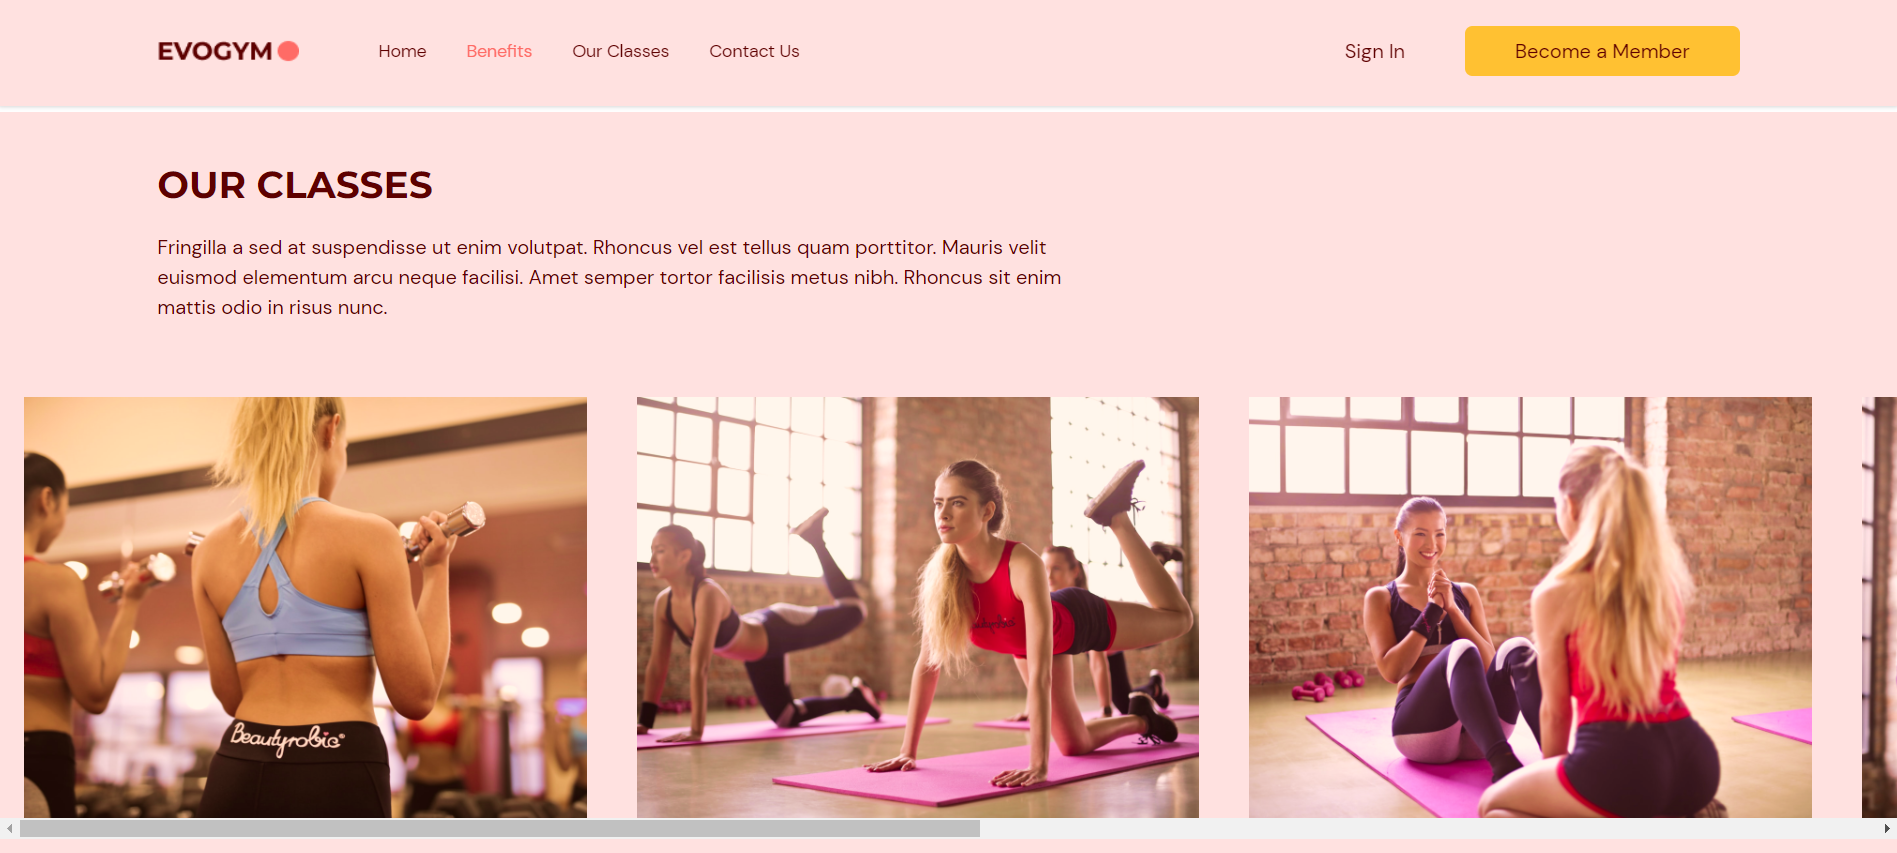 EVOGYM
Home
Benefits
Our Classes
Contact Us
Sign In
Become a Member
OUR CLASSES
Fringilla a sed at suspendisse ut enim volutpat. Rhoncus vel est tellus quam porttitor. Mauris velit
euismod elementum arcu neque facilisi. Amet semper tortor facilisis metus nibh. Rhoncus sit enim
mattis odio in risus nunc.
Beautyrobic®